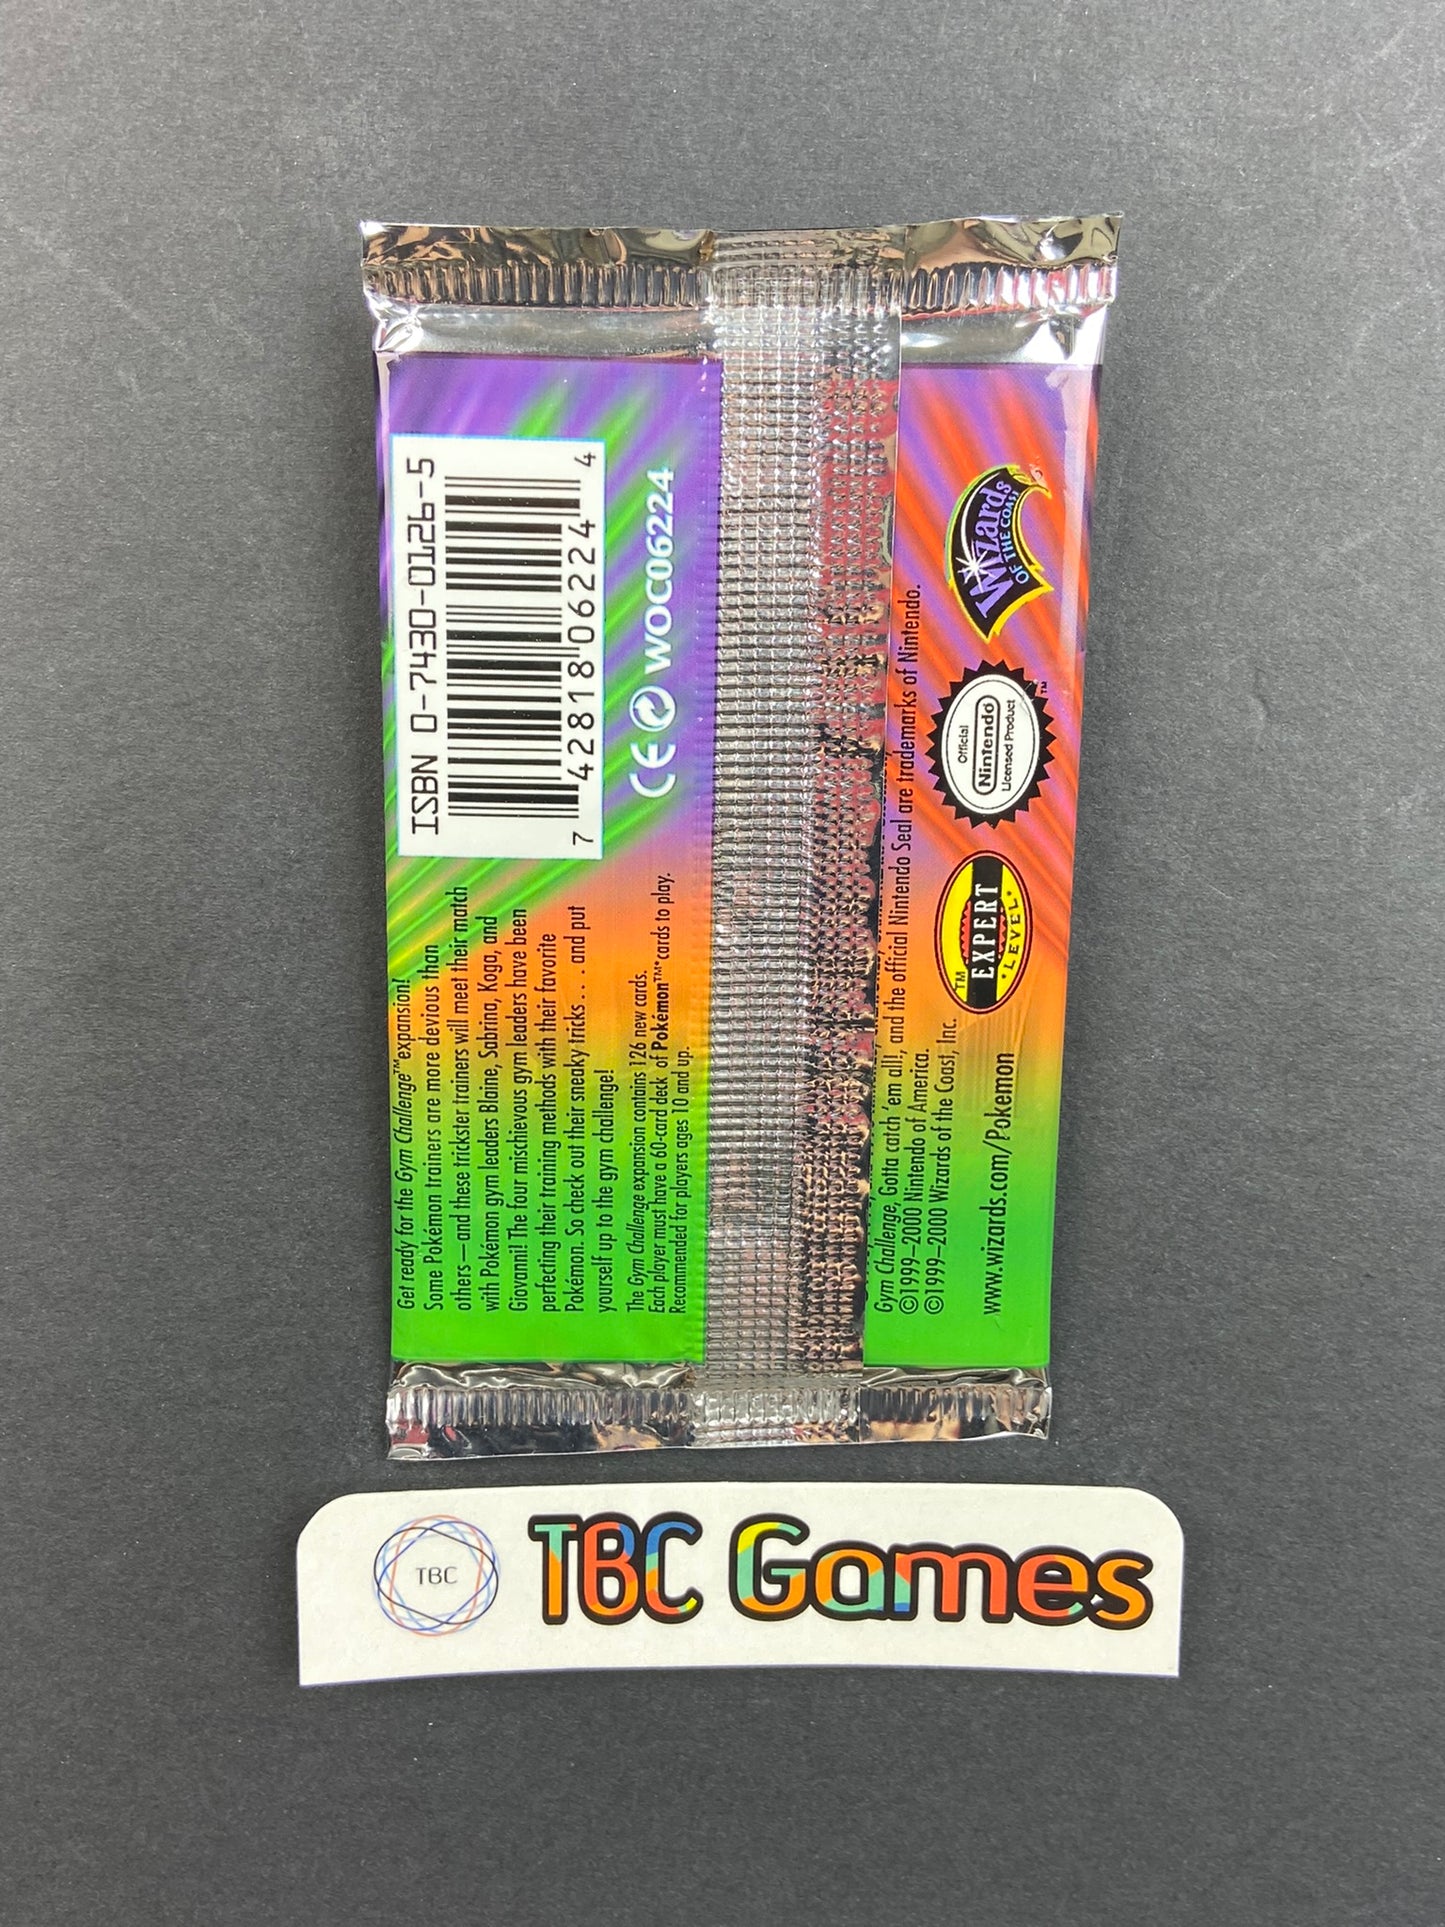 ISBN 0-7430-0126-5
7 42818 06224 4
CE WOC06224
Get ready for the Gym Challenge™ expansion!
Some Pokémon trainers are more devious than
others—and these trickster trainers will meet their match
with Pokémon gym leaders Blaine, Sabrina, Koga, and
Giovanni! The four mischievous gym leaders have been
perfecting their training methods with their favorite
Pokémon. So check out their sneaky tricks . . . and put
yourself up to the gym challenge!
The Gym Challenge expansion contains 126 new cards.
Each player must have a 60-card deck of Pokémon™* cards to play.
Recommended for players ages 10 and up.
Gym Challenge, Gotta catch 'em all!, and the official Nintendo Seal are trademarks of Nintendo.
©1999–2000 Nintendo of America.
©1999–2000 Wizards of the Coast, Inc.
www.wizards.com/Pokemon
TM
EXPERT
LEVEL
Official
Nintendo
Licensed Product
TM
Wizards
OF THE COAST
TBC
TBC Games